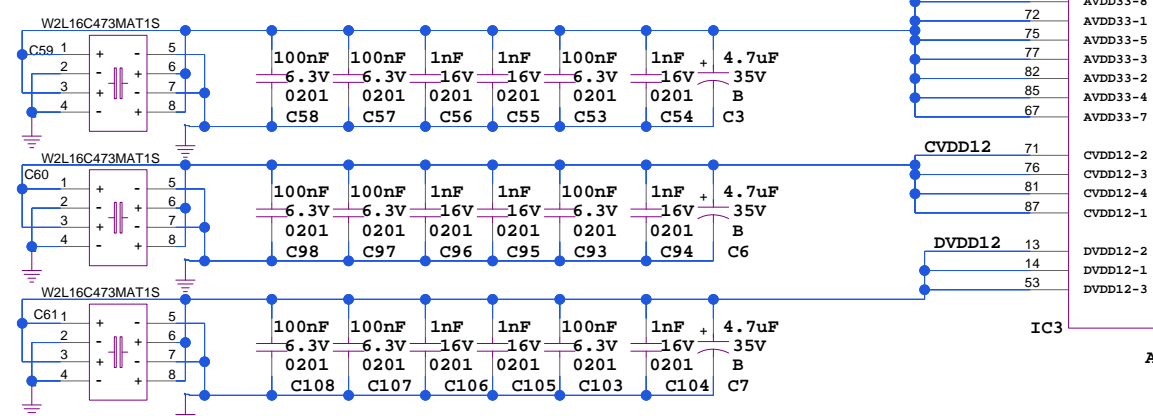 AVDD33-8
W2L16C473MAT1S
72 AVDD33-1
75 AVDD33-5
77 AVDD33-3
82 AVDD33-2
85 AVDD33-4
67 AVDD33-7
C59 1 + - 5
2 - + 6
3 + - 7
4 - + 8
100nF 100nF 1nF 1nF 100nF 1nF + 4.7uF
6.3V 6.3V 16V 16V 6.3V 16V 35V
0201 0201 0201 0201 0201 0201 B
C58 C57 C56 C55 C53 C54 C3
W2L16C473MAT1S
CVDD12 71 CVDD12-2
76 CVDD12-3
81 CVDD12-4
87 CVDD12-1
C60
1 + - 5
2 - + 6
3 + - 7
4 - + 8
100nF 100nF 1nF 1nF 100nF 1nF + 4.7uF
6.3V 6.3V 16V 16V 6.3V 16V 35V
0201 0201 0201 0201 0201 0201 B
C98 C97 C96 C95 C93 C94 C6
DVDD12 13 DVDD12-2
14 DVDD12-1
53 DVDD12-3
W2L16C473MAT1S
C61 1 + - 5
2 - + 6
3 + - 7
4 - + 8
100nF 100nF 1nF 1nF 100nF 1nF + 4.7uF
6.3V 6.3V 16V 16V 6.3V 16V 35V
0201 0201 0201 0201 0201 0201 B
C108 C107 C106 C105 C103 C104 C7
IC3